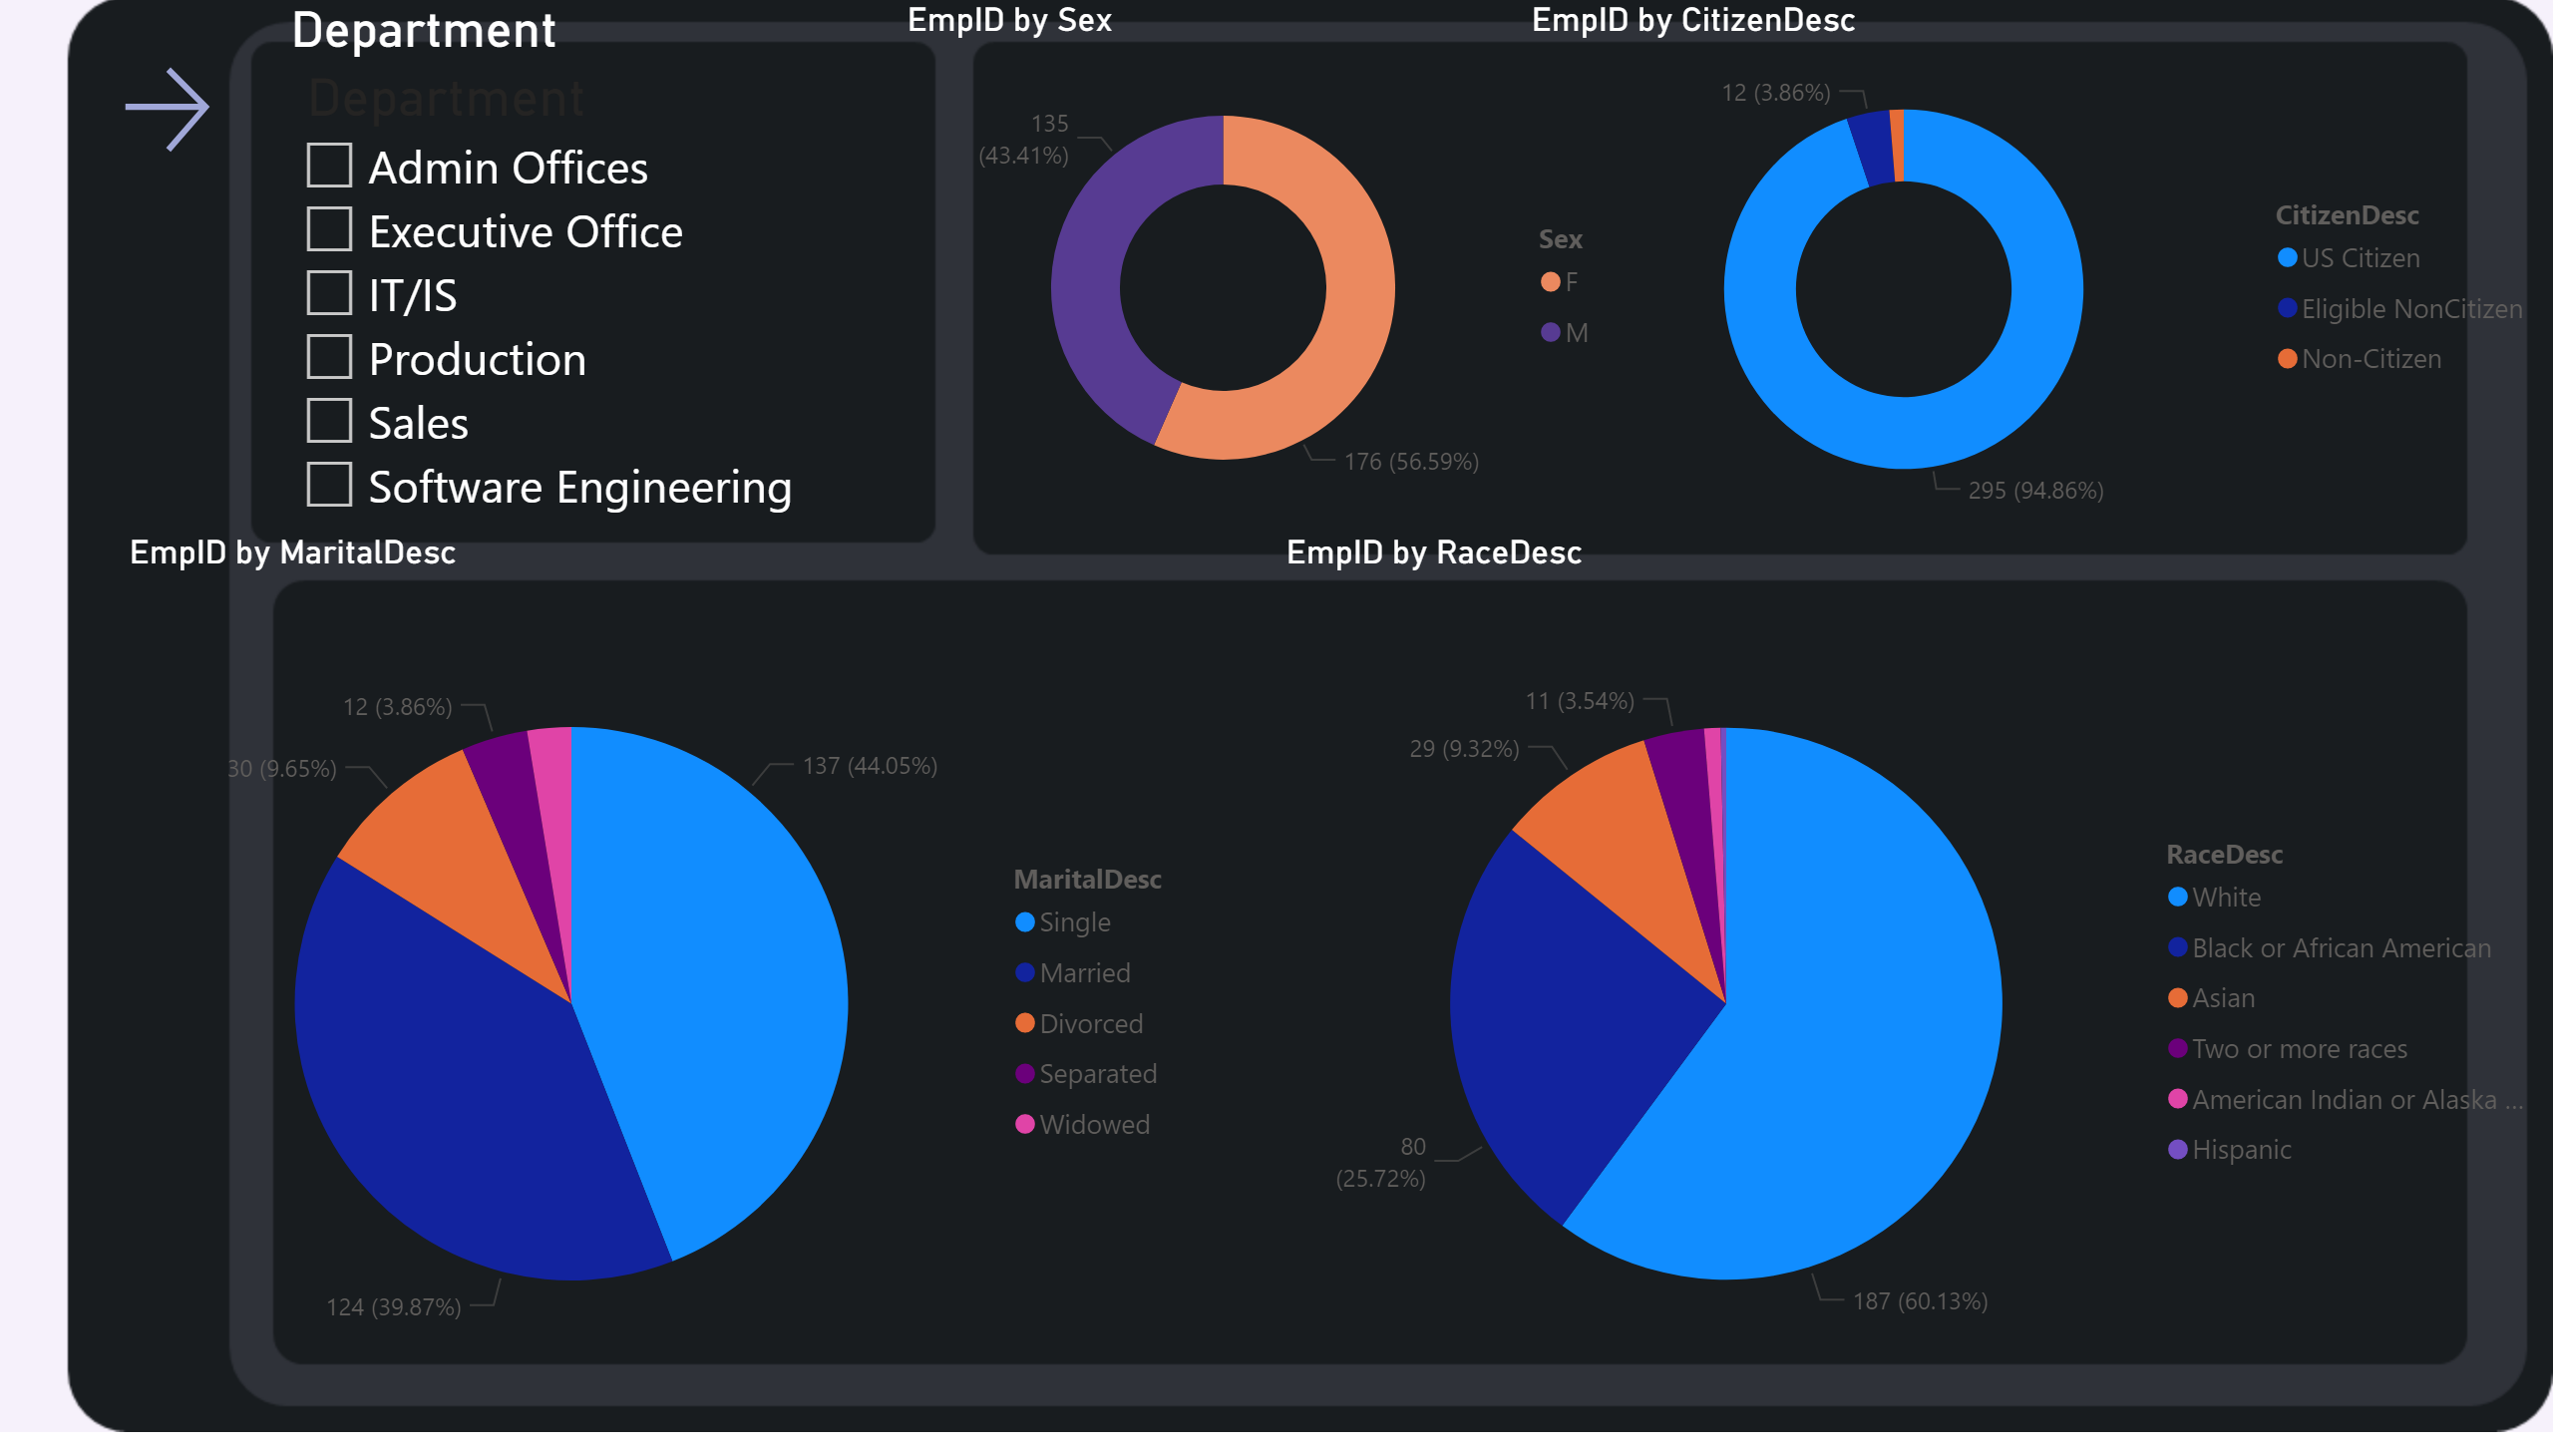 Department
Department
Admin Offices
Executive Office
IT/IS
Production
Sales
Software Engineering
EmpID by Sex
135
(43.41%)
176 (56.59%)
Sex
F
M
EmpID by CitizenDesc
12 (3.86%)
295 (94.86%)
CitizenDesc
US Citizen
Eligible NonCitizen
Non-Citizen
EmpID by MaritalDesc
12 (3.86%)
30 (9.65%)
137 (44.05%)
124 (39.87%)
MaritalDesc
Single
Married
Divorced
Separated
Widowed
EmpID by RaceDesc
11 (3.54%)
29 (9.32%)
80
(25.72%)
187 (60.13%)
RaceDesc
White
Black or African American
Asian
Two or more races
American Indian or Alaska ...
Hispanic